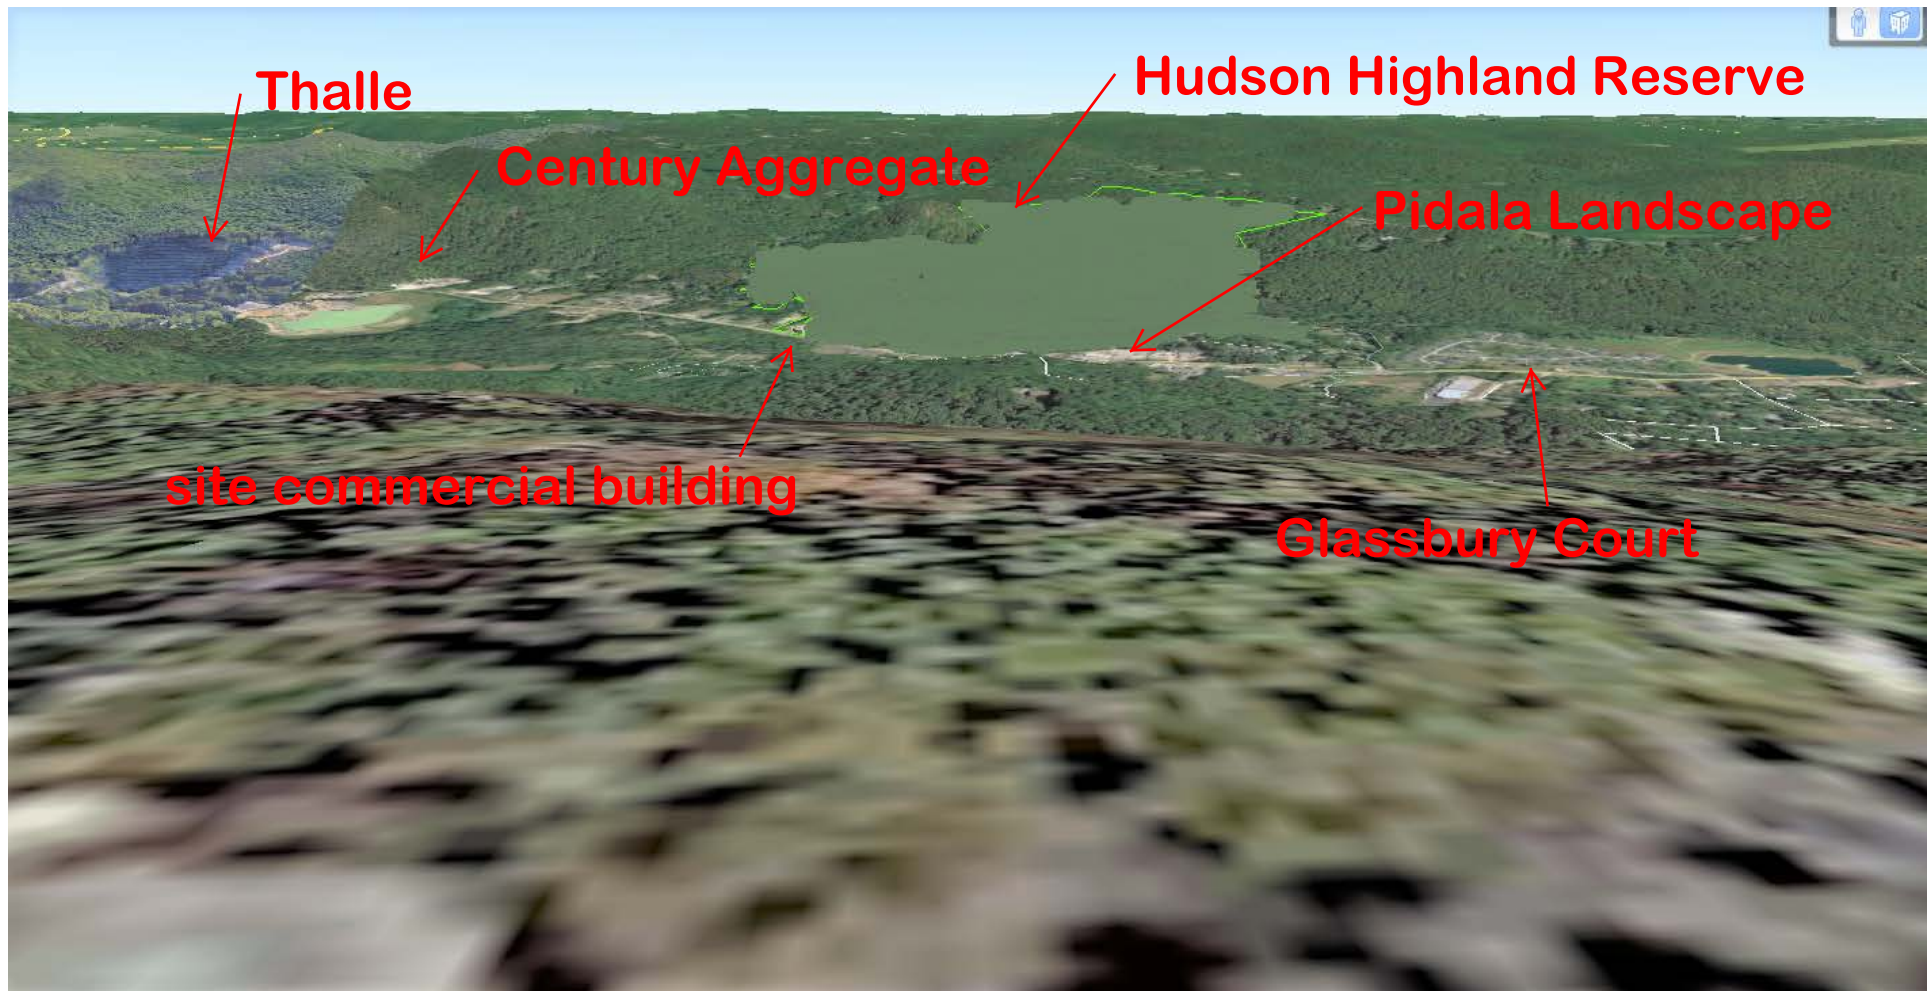 Thalle
Hudson Highland Reserve
Century Aggregate
Pidala Landscape
site commercial building
Glassbury Court